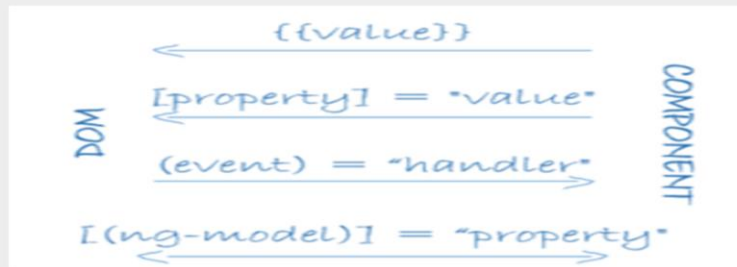 {{value}}
[property] = "value"
DOM
COMPONENT
(event) = "handler"
[(ng-model)] = "property"